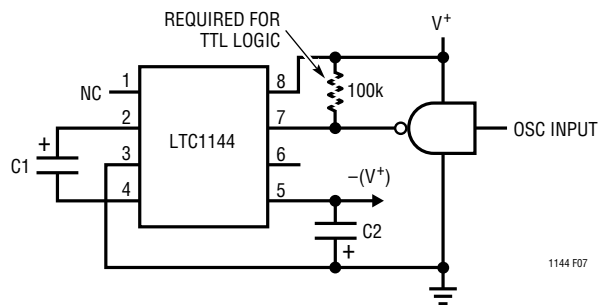 REQUIRED FOR
TTL LOGIC
V+
NC
1
8
100k
2
7
OSC INPUT
LTC1144
+
C1
3
6
4
5
–(V+)
C2
+
1144 F07